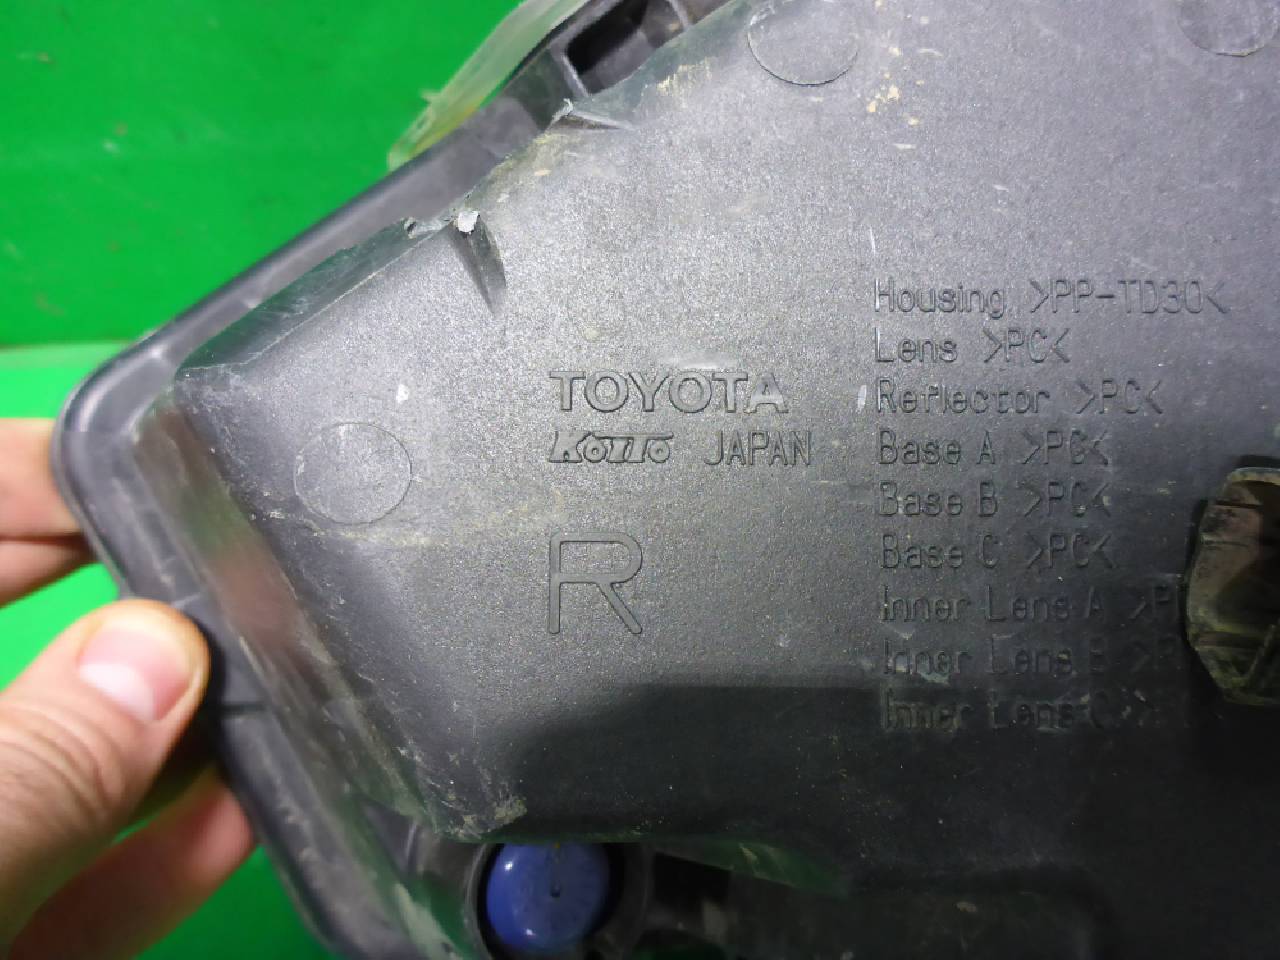 TOYOTA
KOITO JAPAN
R
Housing >PP-TD30<
Lens >PC<
Reflector >PC<
Base A >PC<
Base B >PC<
Base C >PC<
Inner Lens A
Inner Lens B
Inner Lens C